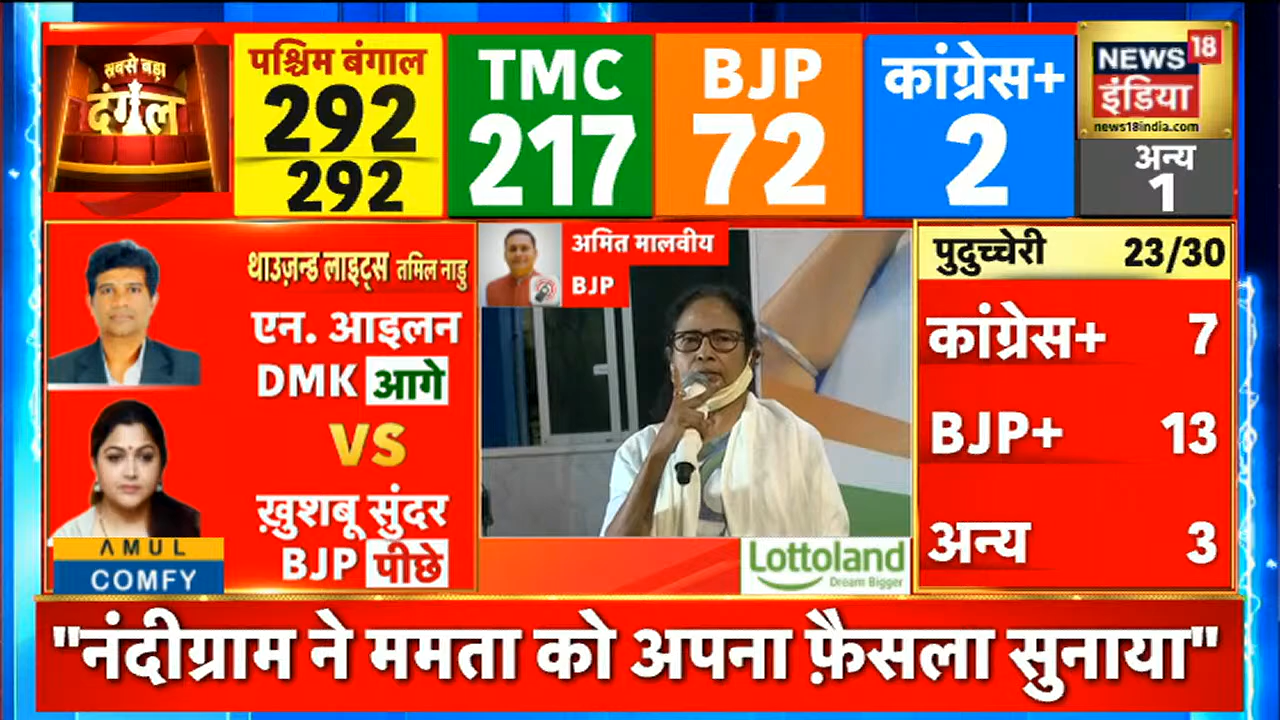 सबसे बड़ा
दंगल
पश्चिम बंगाल
292
292
TMC
217
BJP
72
कांग्रेस+
2
NEWS 18
इंडिया
news18india.com
अन्य
1
थाउज़न्ड लाइट्स तमिल नाडु
एन. आइलन
DMK आगे
VS
ख़ुशबू सुंदर
BJP पीछे
AMUL
COMFY
अमित मालवीय
BJP
Lottoland
Dream Bigger
पुदुच्चेरी 23/30
कांग्रेस+ 7
BJP+ 13
अन्य 3
"नंदीग्राम ने ममता को अपना फ़ैसला सुनाया"